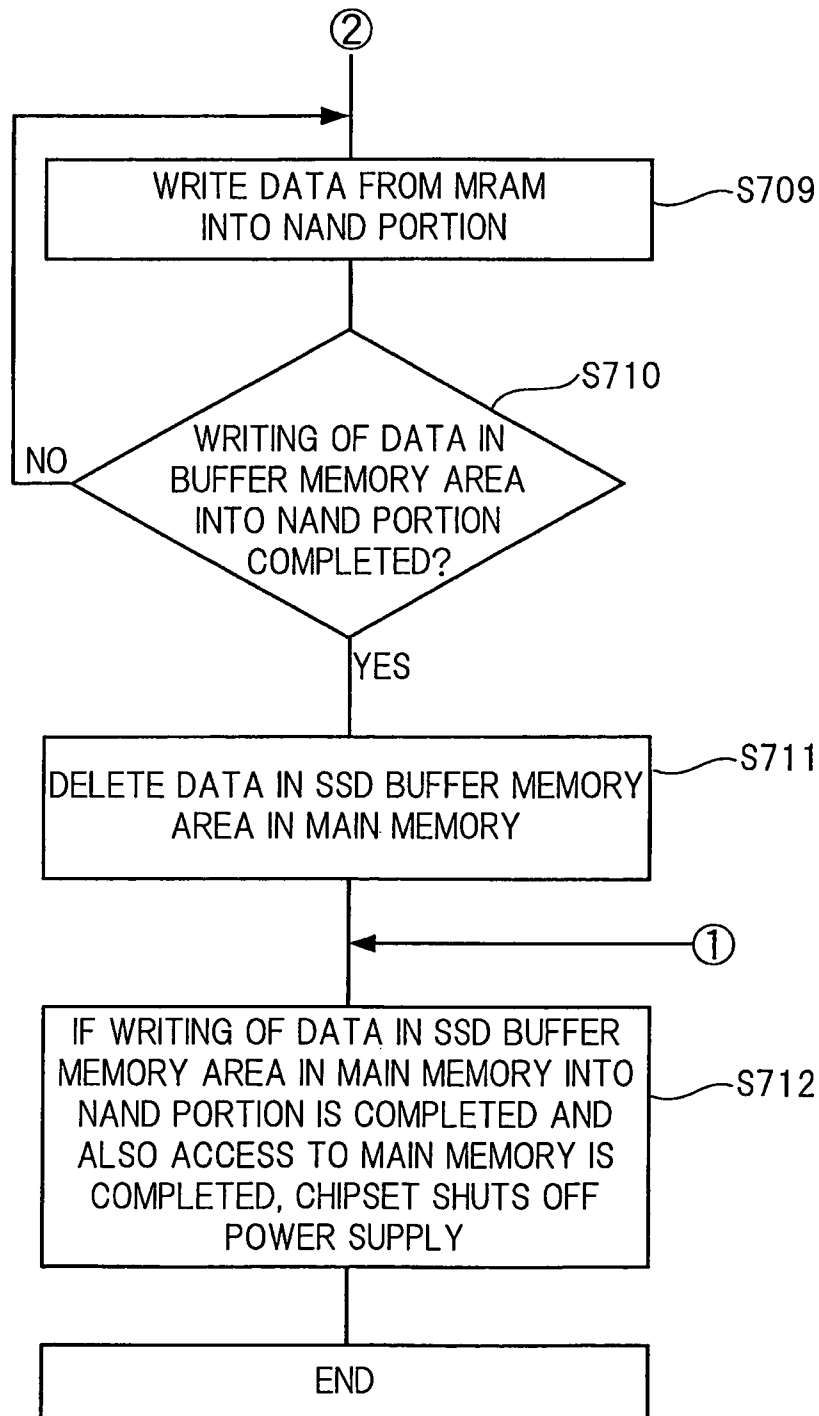 ②
WRITE DATA FROM MRAM
INTO NAND PORTION
S709
S710
WRITING OF DATA IN
BUFFER MEMORY AREA
INTO NAND PORTION
COMPLETED?
NO
YES
DELETE DATA IN SSD BUFFER MEMORY
AREA IN MAIN MEMORY
S711
①
IF WRITING OF DATA IN SSD BUFFER
MEMORY AREA IN MAIN MEMORY INTO
NAND PORTION IS COMPLETED AND
ALSO ACCESS TO MAIN MEMORY IS
COMPLETED, CHIPSET SHUTS OFF
POWER SUPPLY
S712
END